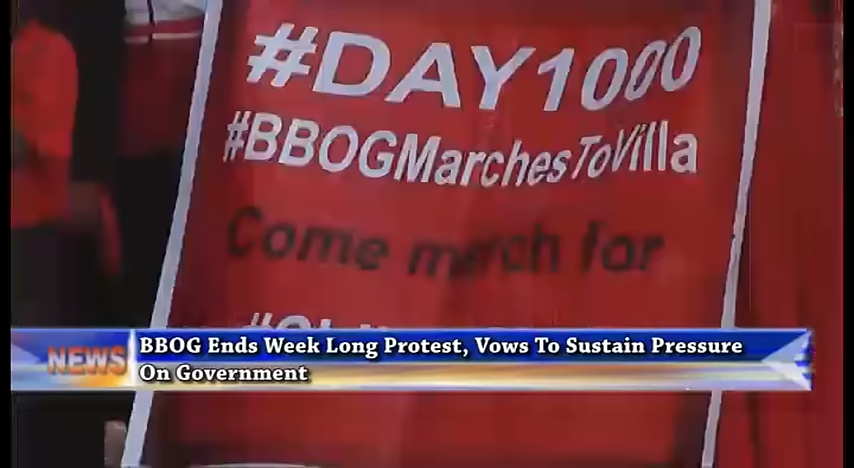 #DAY1000
#BBOGMarchesToVilla
Come march for
NEWS
BBOG Ends Week Long Protest, Vows To Sustain Pressure
On Government